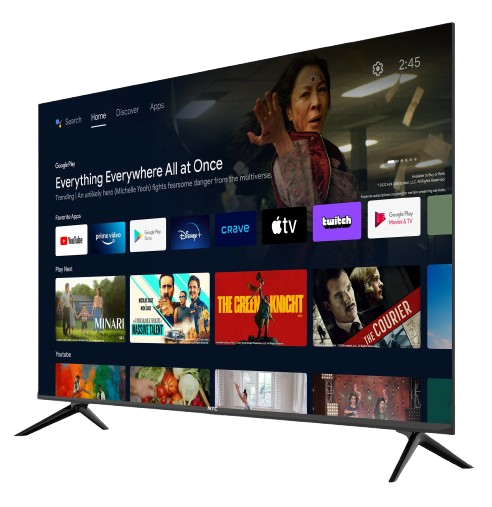 Search Home Discover Apps
2:45
Google Play
Everything Everywhere All at Once
Trending | An unlikely hero (Michelle Yeoh) fights fearsome danger from the multiverse.
Favorite Apps
YouTube
prime video
Google Play
Disney+
CRAVE
tv
twitch
Google Play
Movies & TV
Play Next
MINARI
MASSIVE TALENT
THE GREEN KNIGHT
THE COURIER
Youtube